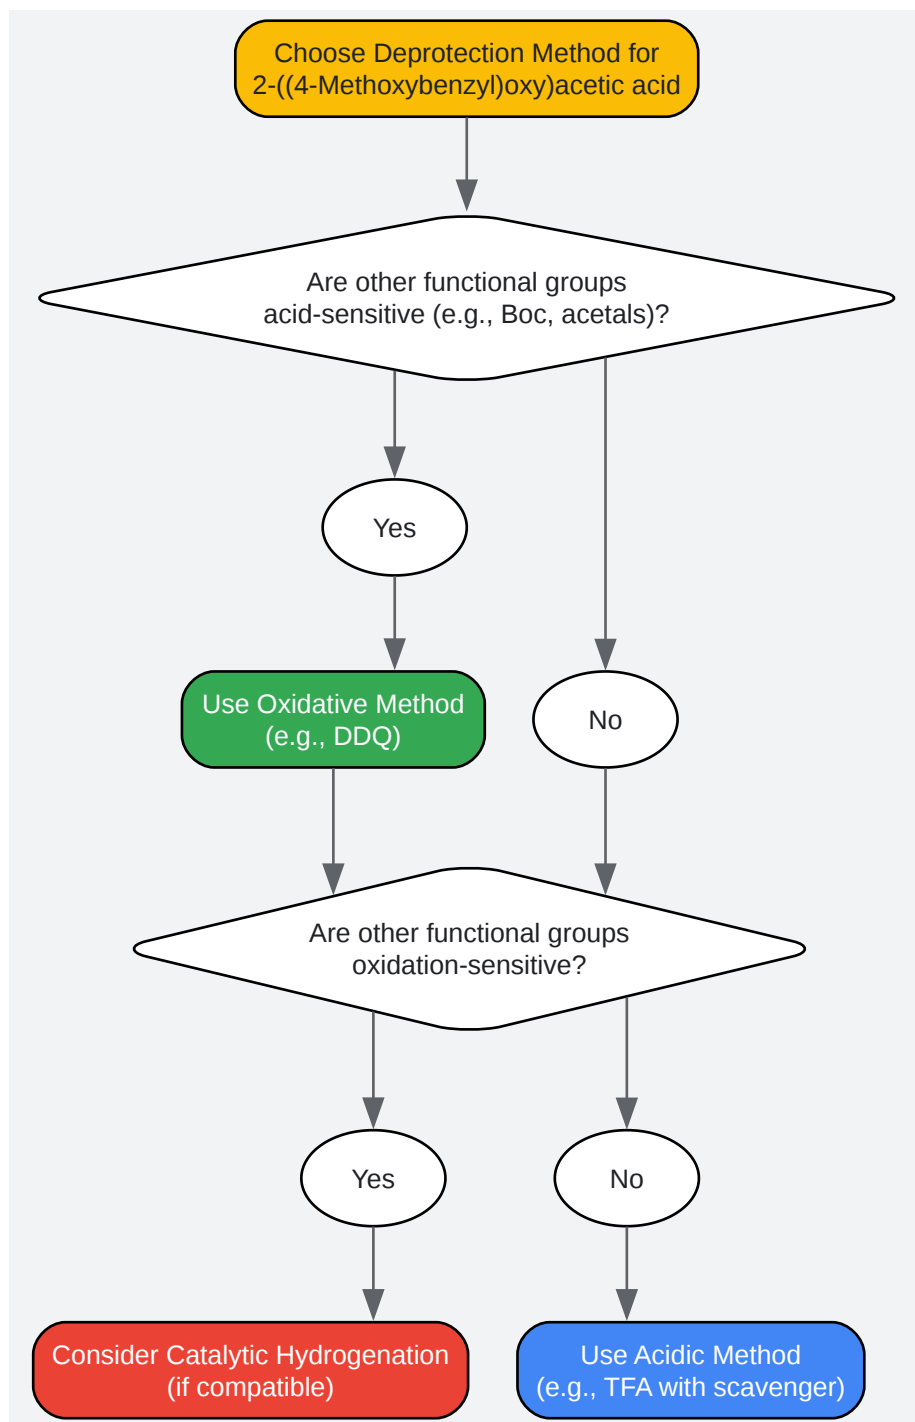 Choose Deprotection Method for
2-((4-Methoxybenzyl)oxy)acetic acid
Are other functional groups
acid-sensitive (e.g., Boc, acetals)?
Yes
Use Oxidative Method
(e.g., DDQ)
No
Are other functional groups
oxidation-sensitive?
Yes
No
Consider Catalytic Hydrogenation
(if compatible)
Use Acidic Method
(e.g., TFA with scavenger)